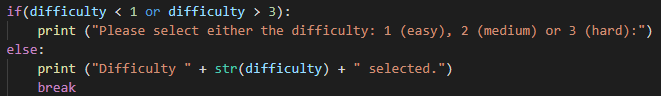 if(difficulty < 1 or difficulty > 3):
    print ("Please select either the difficulty: 1 (easy), 2 (medium) or 3 (hard):")
else:
    print ("Difficulty " + str(difficulty) + " selected.")
    break